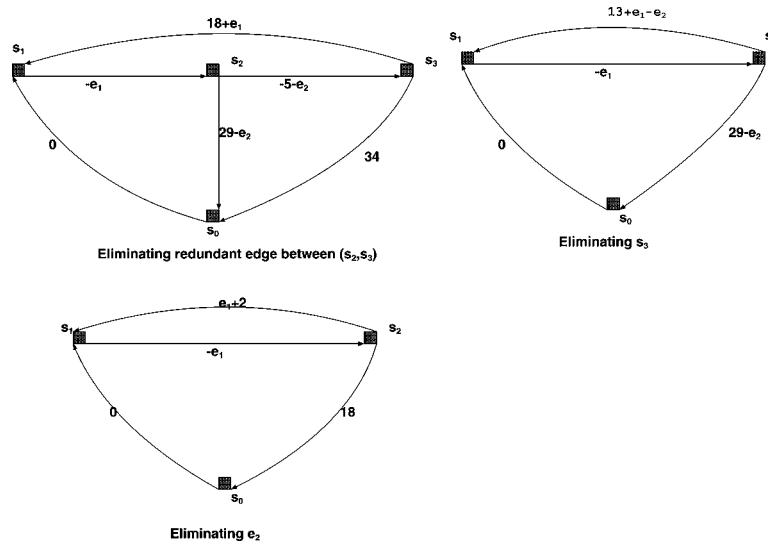 18+e₁
s₁
s₂
s₃
-e₁
-5-e₂
29-e₂
0
34
s₀
Eliminating redundant edge between (s₂,s₃)
13+e₁-e₂
s₁
s
-e₁
0
29-e₂
s₀
Eliminating s₃
e₁+2
s₁
s₂
-e₁
0
18
s₀
Eliminating e₂